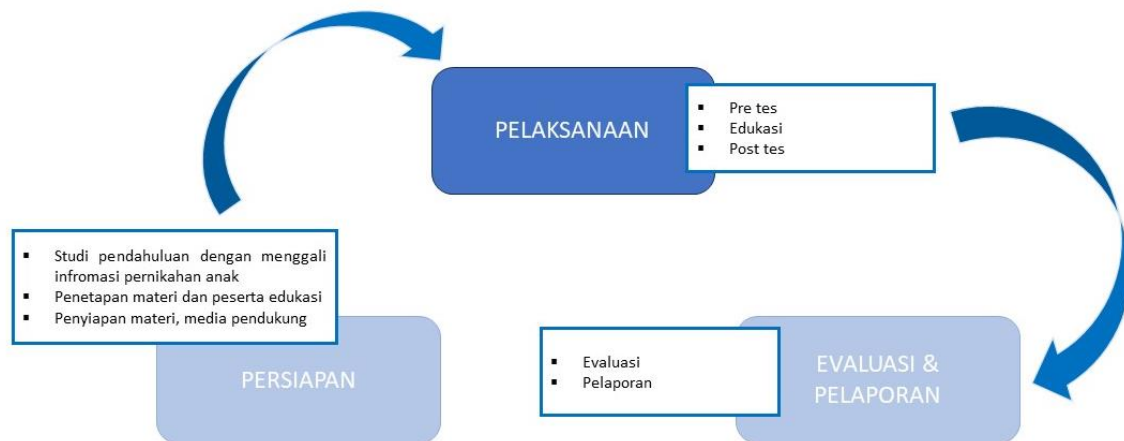 PELAKSANAAN
▪ Pre tes
▪ Edukasi
▪ Post tes
▪ Studi pendahuluan dengan menggali
infromasi pernikahan anak
▪ Penetapan materi dan peserta edukasi
▪ Penyiapan materi, media pendukung
PERSIAPAN
▪ Evaluasi
▪ Pelaporan
EVALUASI &
PELAPORAN